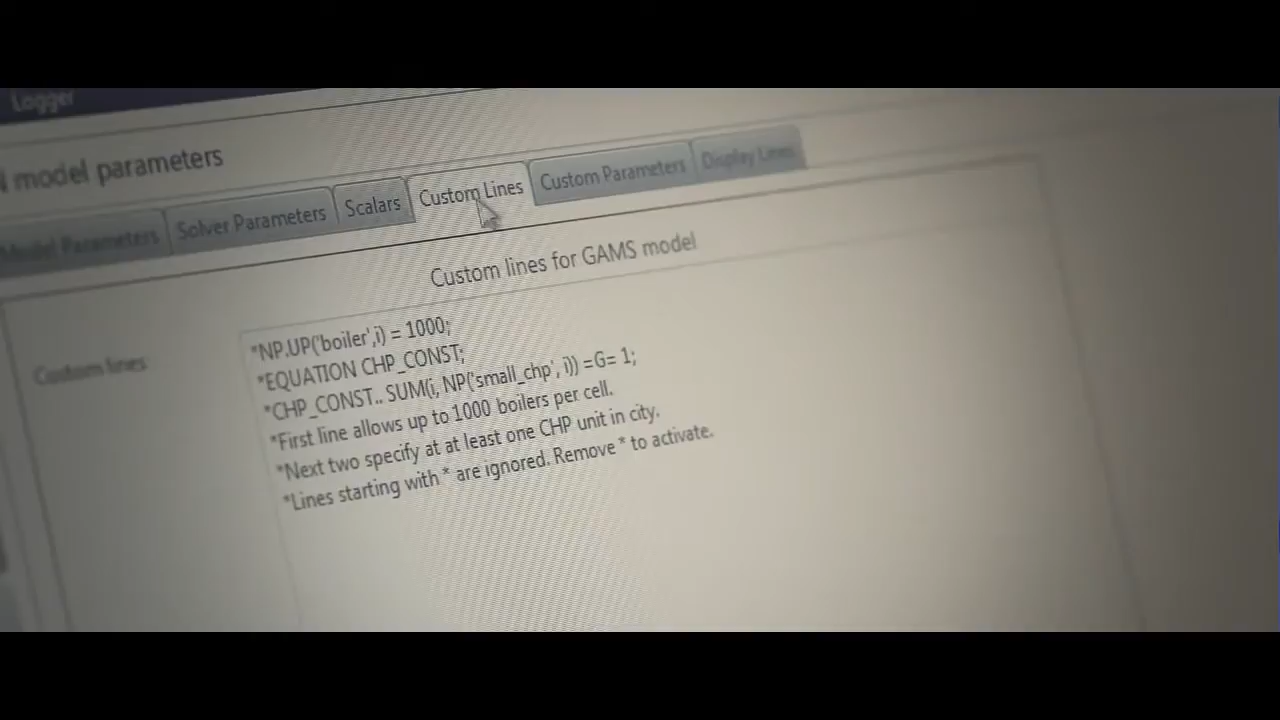 Logger
model parameters
Model Parameters Solver Parameters Scalars Custom Lines Custom Parameters Display Lines
Custom lines for GAMS model
Custom lines
*NP.UP('boiler',i) = 1000;
*EQUATION CHP_CONST;
*CHP_CONST.. SUM(i, NP('small_chp', i)) =G= 1;
*First line allows up to 1000 boilers per cell.
*Next two specify at at least one CHP unit in city.
*Lines starting with * are ignored. Remove * to activate.